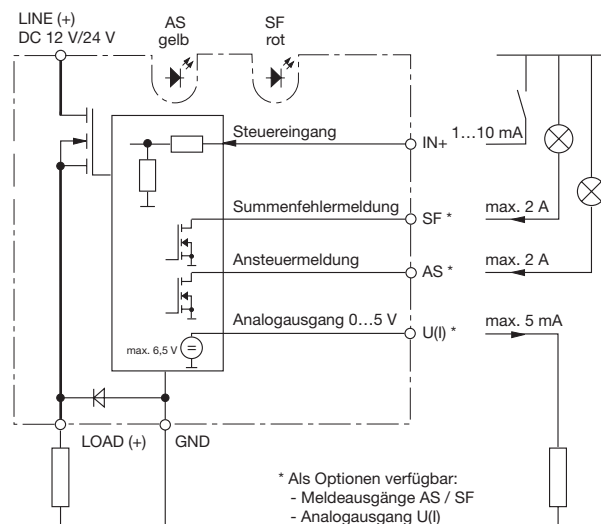 LINE (+)
DC 12 V/24 V
AS
gelb
SF
rot
Steuereingang
IN+
1...10 mA
Summenfehlermeldung
SF *
max. 2 A
Ansteuermeldung
AS *
max. 2 A
Analogausgang 0...5 V
U(I) *
max. 5 mA
max. 6,5 V
LOAD (+)
GND
* Als Optionen verfügbar:
- Meldeausgänge AS / SF
- Analogausgang U(I)